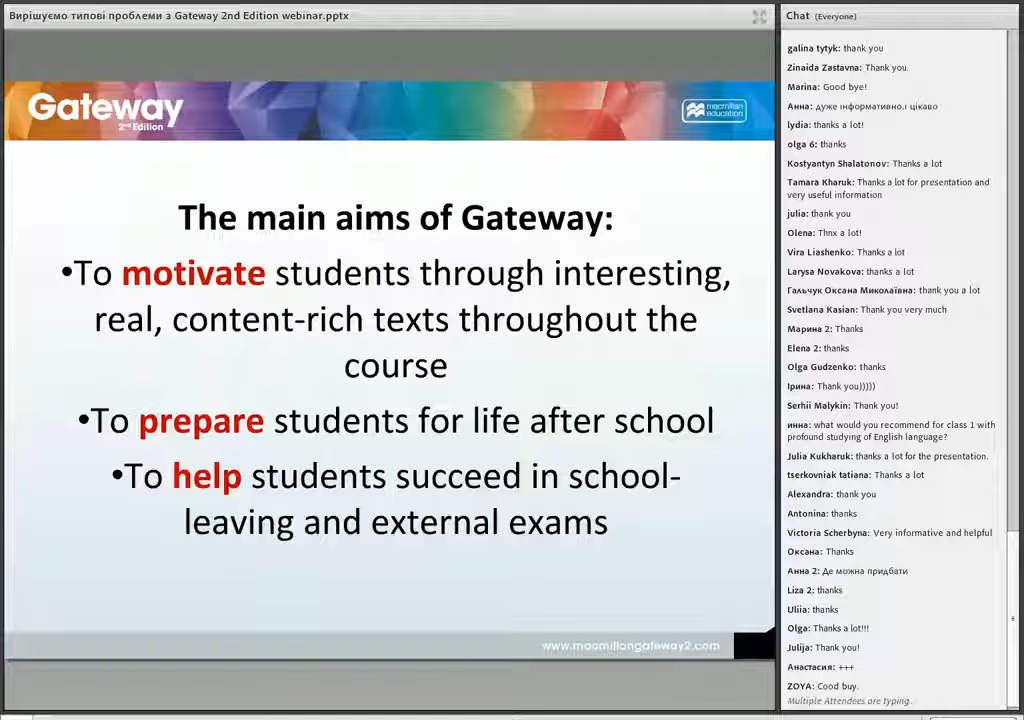 Вирішуємо типові проблеми з Gateway 2nd Edition webinar.pptx
Gateway
2nd Edition
macmillan
education
The main aims of Gateway:
•To motivate students through interesting,
real, content-rich texts throughout the
course
•To prepare students for life after school
•To help students succeed in school-
leaving and external exams
www.macmillangateway2.com
Chat (Everyone)
galina tytyk: thank you
Zinaida Zastavna: Thank you.
Marina: Good bye!
Анна: дуже інформативно.і цікаво
lydia: thanks a lot!
olga 6: thanks
Kostyantyn Shalatonov: Thanks a lot
Tamara Kharuk: Thanks a lot for presentation and
very useful information
julia: thank you
Olena: Thnx a lot!
Vira Liashenko: Thanks a lot
Larysa Novakova: thanks a lot
Гальчук Оксана Миколаївна: thank you a lot
Svetlana Kasian: Thank you very much
Марина 2: Thanks
Elena 2: thanks
Olga Gudzenko: thanks
Ірина: Thank you)))))
Serhii Malykin: Thank you!
инна: what would you recommend for class 1 with
profound studying of English language?
Julia Kukharuk: thanks a lot for the presentation.
tserkovniak tatiana: Thanks a lot
Alexandra: thank you
Antonina: thanks
Victoria Scherbyna: Very informative and helpful
Оксана: Thanks
Анна 2: Де можна придбати
Liza 2: thanks
Uliia: thanks
Olga: Thanks a lot!!!
Julija: Thank you!
Анастасия: +++
ZOYA: Cood buy.
Multiple Attendees are typing..